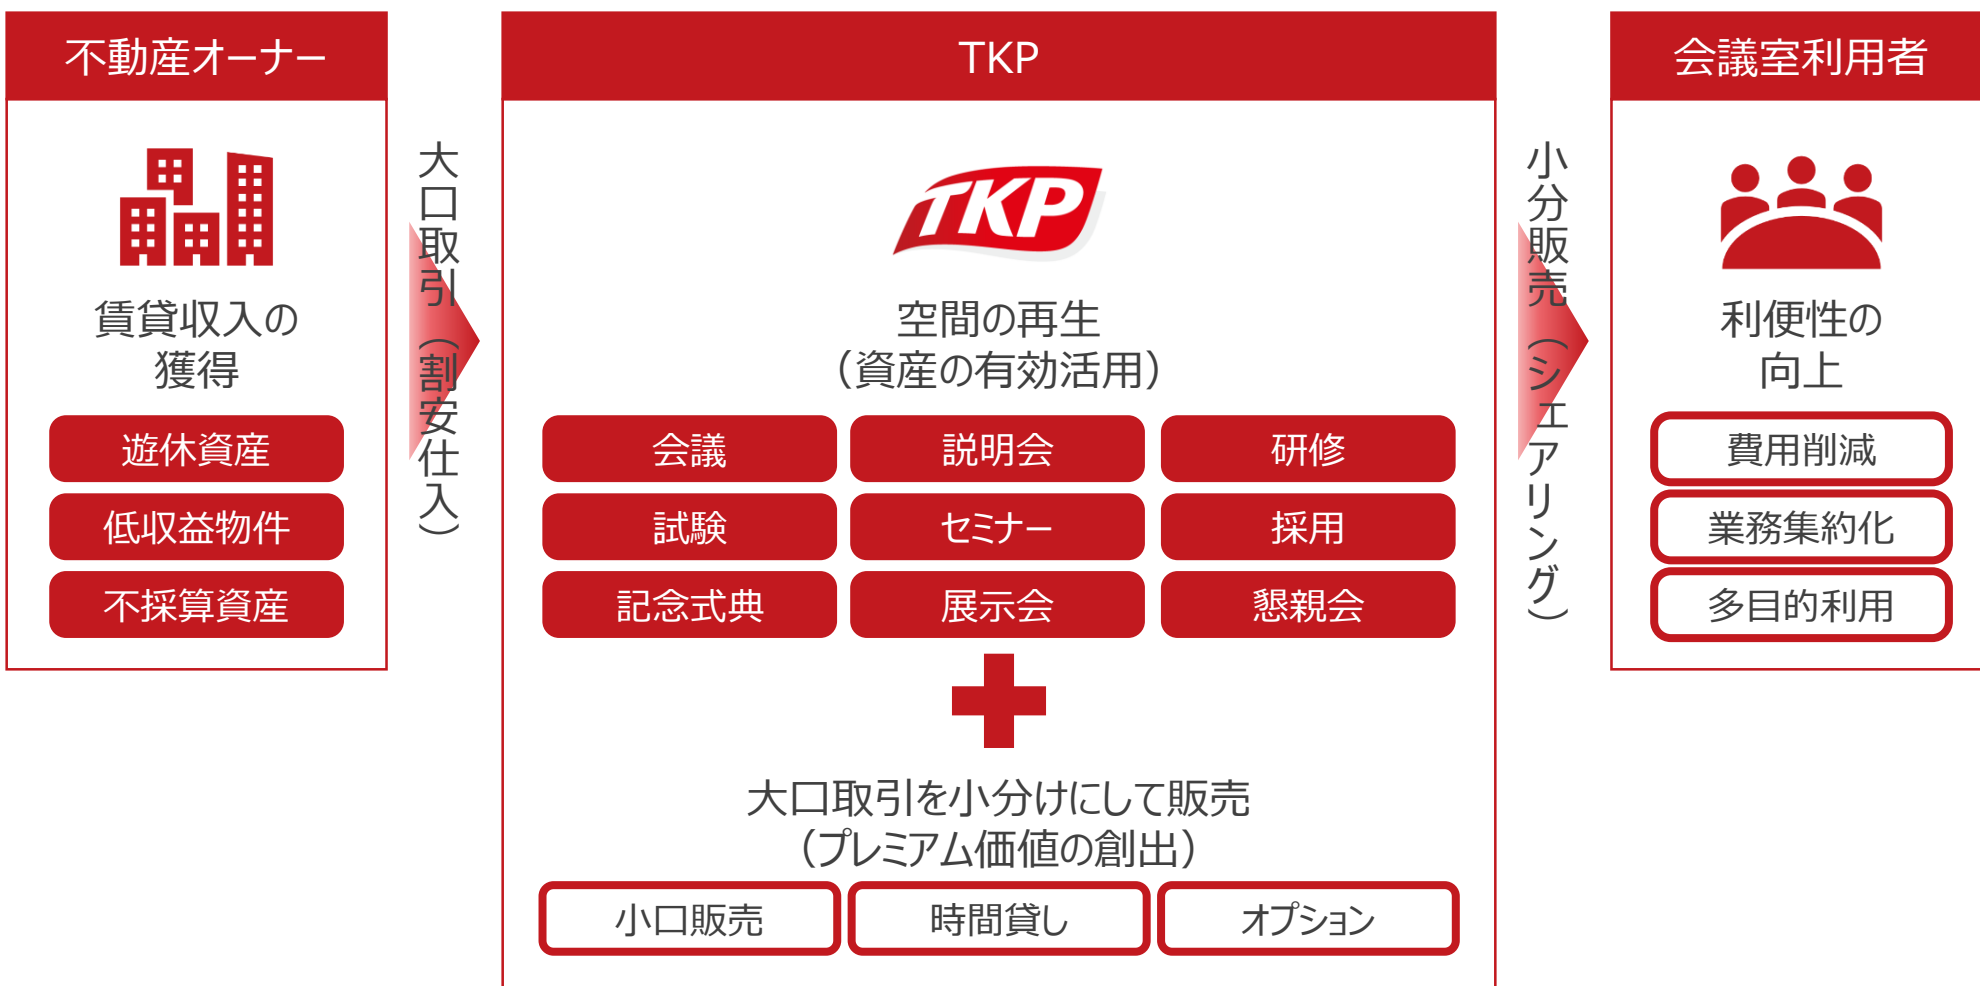 不動産オーナー
賃貸収入の
獲得
遊休資産
低収益物件
不採算資産
大口取引（割安仕入）
TKP
TKP
空間の再生
（資産の有効活用）
会議
説明会
研修
試験
セミナー
採用
記念式典
展示会
懇親会
大口取引を小分けにして販売
（プレミアム価値の創出）
小口販売
時間貸し
オプション
小分販売（シェアリング）
会議室利用者
利便性の
向上
費用削減
業務集約化
多目的利用